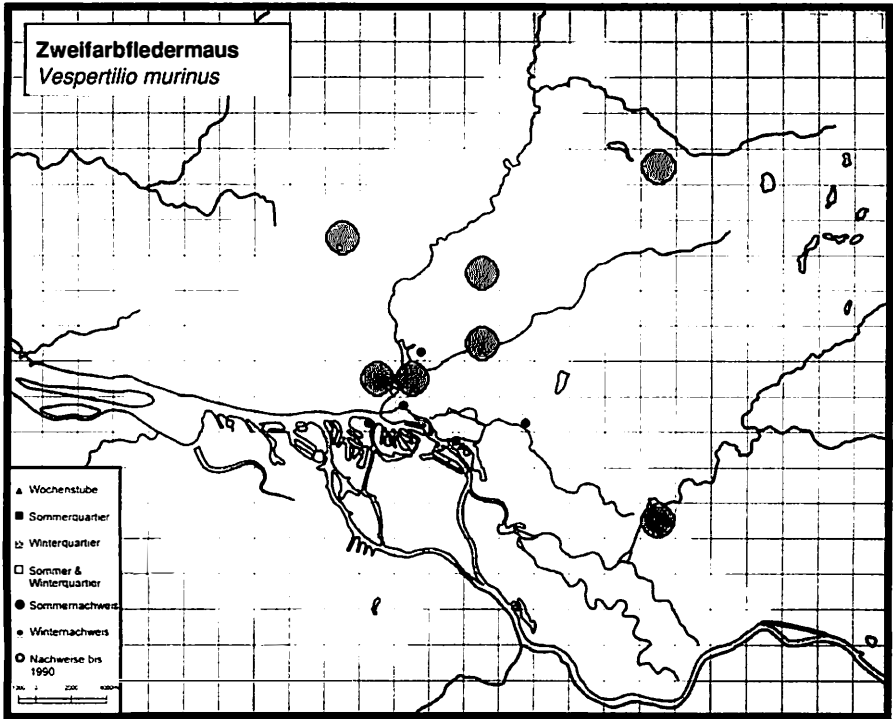 Zweifarbfledermaus
Vespertilio murinus
Wochenstube
Sommerquartier
Winterquartier
Sommer &
Winterquartier
Sommernachweis
Winternachweis
Nachweise bis
1990